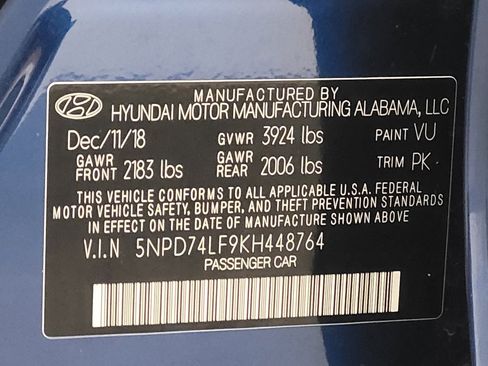 MANUFACTURED BY
HYUNDAI MOTOR MANUFACTURING ALABAMA, LLC
Dec/11/18 GVWR 3924 lbs PAINT VU
GAWR FRONT 2183 lbs GAWR REAR 2006 lbs TRIM PK
THIS VEHICLE CONFORMS TO ALL APPLICABLE U.S.A. FEDERAL
MOTOR VEHICLE SAFETY, BUMPER, AND THEFT PREVENTION STANDARDS
IN EFFECT ON THE DATE OF MANUFACTURE SHOWN ABOVE.
V.I.N 5NPD74LF9KH448764
PASSENGER CAR